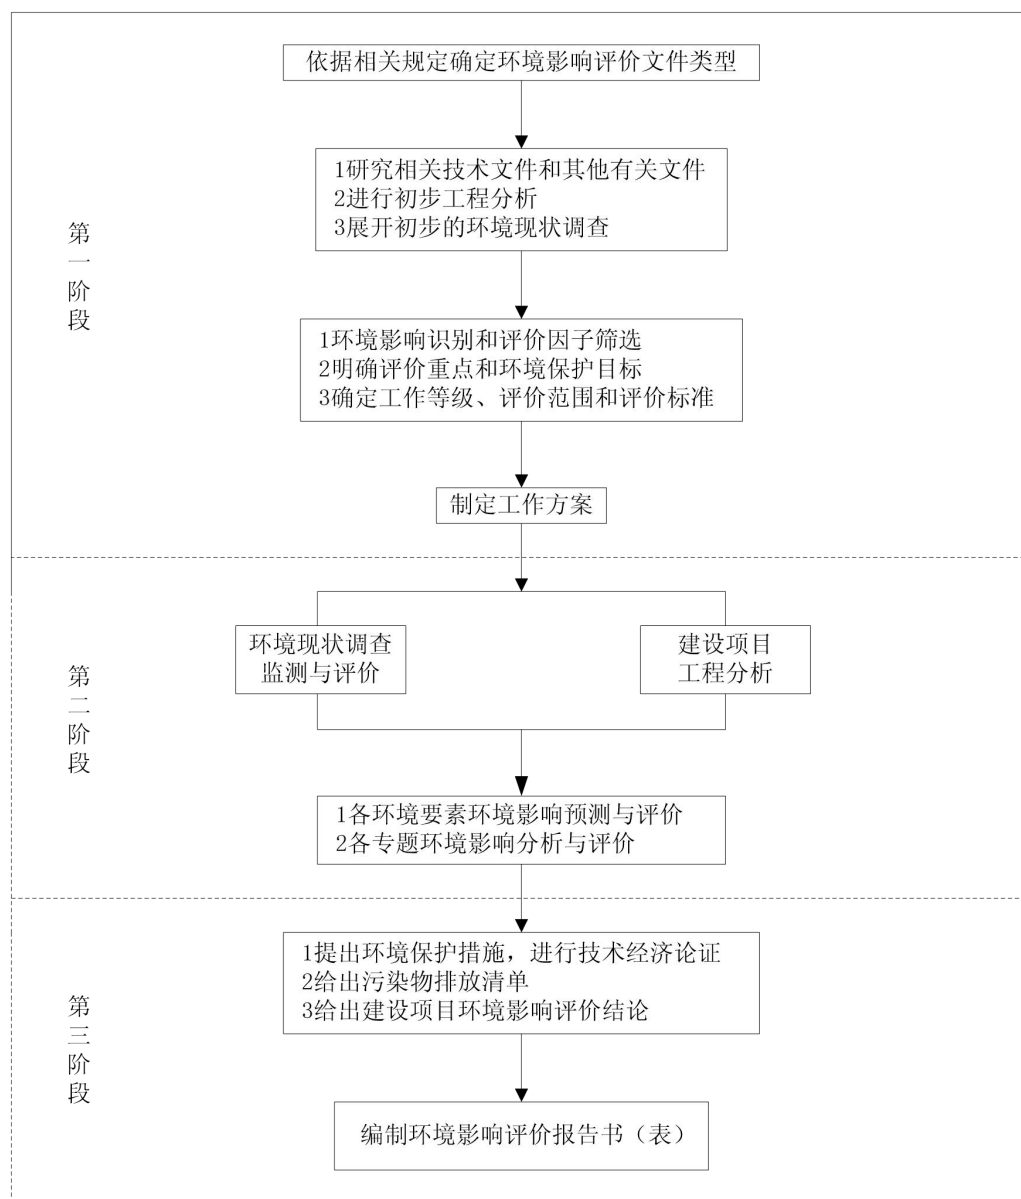 依据相关规定确定环境影响评价文件类型
1研究相关技术文件和其他有关文件
2进行初步工程分析
3展开初步的环境现状调查
第一阶段
1环境影响识别和评价因子筛选
2明确评价重点和环境保护目标
3确定工作等级、评价范围和评价标准
制定工作方案
环境现状调查
监测与评价
建设项目
工程分析
第二阶段
1各环境要素环境影响预测与评价
2各专题环境影响分析与评价
1提出环境保护措施，进行技术经济论证
2给出污染物排放清单
3给出建设项目环境影响评价结论
第三阶段
编制环境影响评价报告书（表）